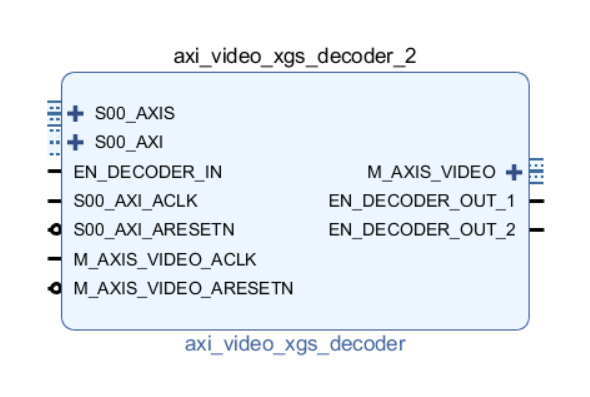 axi_video_xgs_decoder_2
S00_AXIS
S00_AXI
EN_DECODER_IN
M_AXIS_VIDEO
S00_AXI_ACLK
EN_DECODER_OUT_1
S00_AXI_ARESETN
EN_DECODER_OUT_2
M_AXIS_VIDEO_ACLK
M_AXIS_VIDEO_ARESETN
axi_video_xgs_decoder